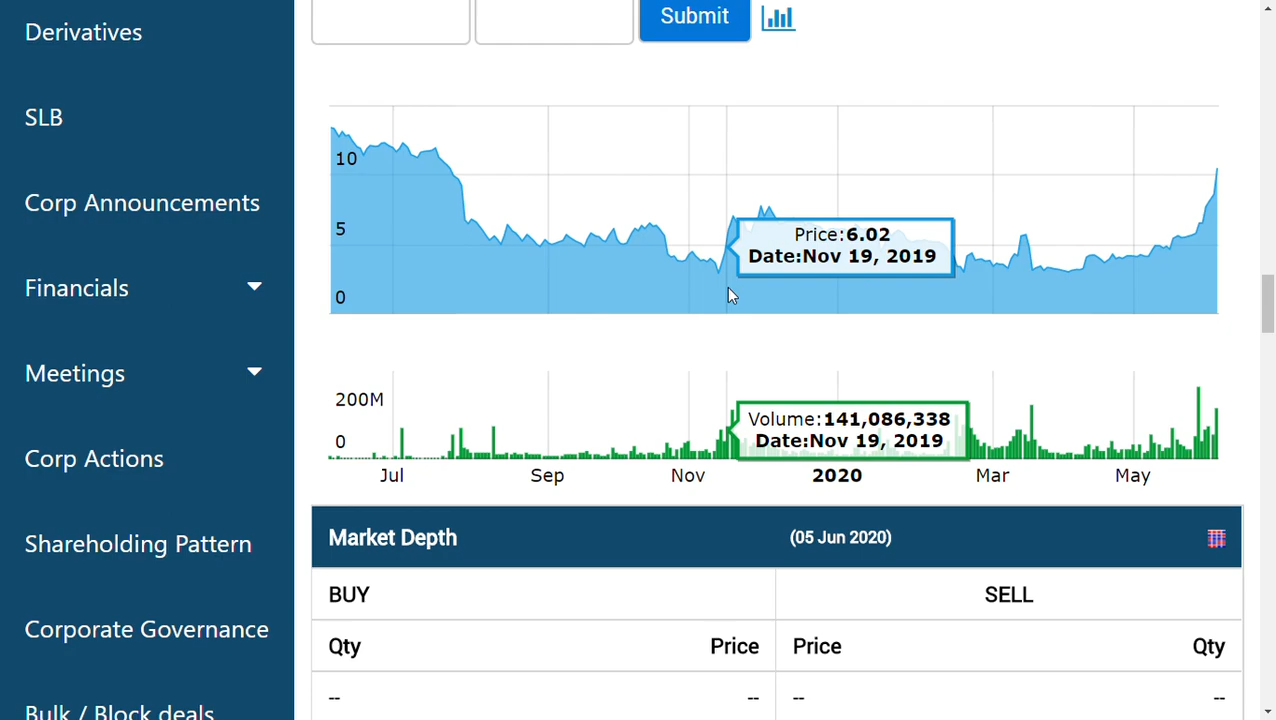 Derivatives
SLB
Corp Announcements
Financials
Meetings
Corp Actions
Shareholding Pattern
Corporate Governance
Bulk / Block deals
Submit
10
5
0
Price:6.02
Date:Nov 19, 2019
200M
0
Volume:141,086,338
Date:Nov 19, 2019
Jul Sep Nov 2020 Mar May
Market Depth (05 Jun 2020)
BUY SELL
Qty Price Price Qty
-- -- -- --